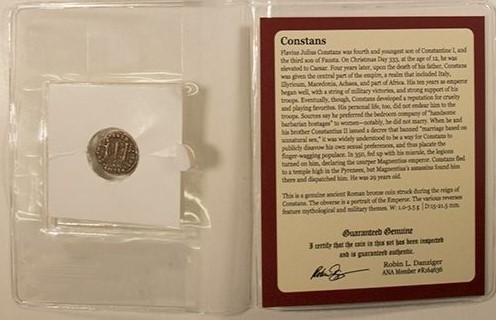 Constans
Flavius Julius Constans was fourth and youngest son of Constantine I, and
the third son of Fausta. On Christmas Day 333, at the age of 12, he was
elevated to Caesar. Four years later, upon the death of his father, Constans
was given the central part of the empire, a realm that included Italy,
Illyricum, Macedonia, Achaea, and part of Africa. His ten years as emperor
began well, with a string of military victories, and strong support of his
troops. Eventually, though, Constans developed a reputation for cruelty
and playing favorites. His personal life, too, did not endear him to the
troops. Sources say he preferred the bedroom company of "handsome
barbarian hostages" to women—notably, he did not marry. When he and
his brother Constantius II issued a decree that banned "marriage based on
unnatural sex," it was widely understood to be a way for Constans to
publicly disavow his own sexual preferences, and thus placate the
finger-wagging populace. In 350, fed up with his misrule, the legions
turned on him, declaring the usurper Magnentius emperor. Constans fled
to a temple high in the Pyrenees, but Magnentius's assassins found him
there and dispatched him. He was 29 years old.
This is a genuine ancient Roman bronze coin struck during the reign of
Constans. The obverse is a portrait of the Emperor. The various reverses
feature mythological and military themes. W: 1.0-3.5 g | D:15-21.5 mm.
Guaranteed Genuine
I certify that the coin in this set has been inspected
and is guaranteed authentic.
Robin L. Danziger
ANA Member #R164636